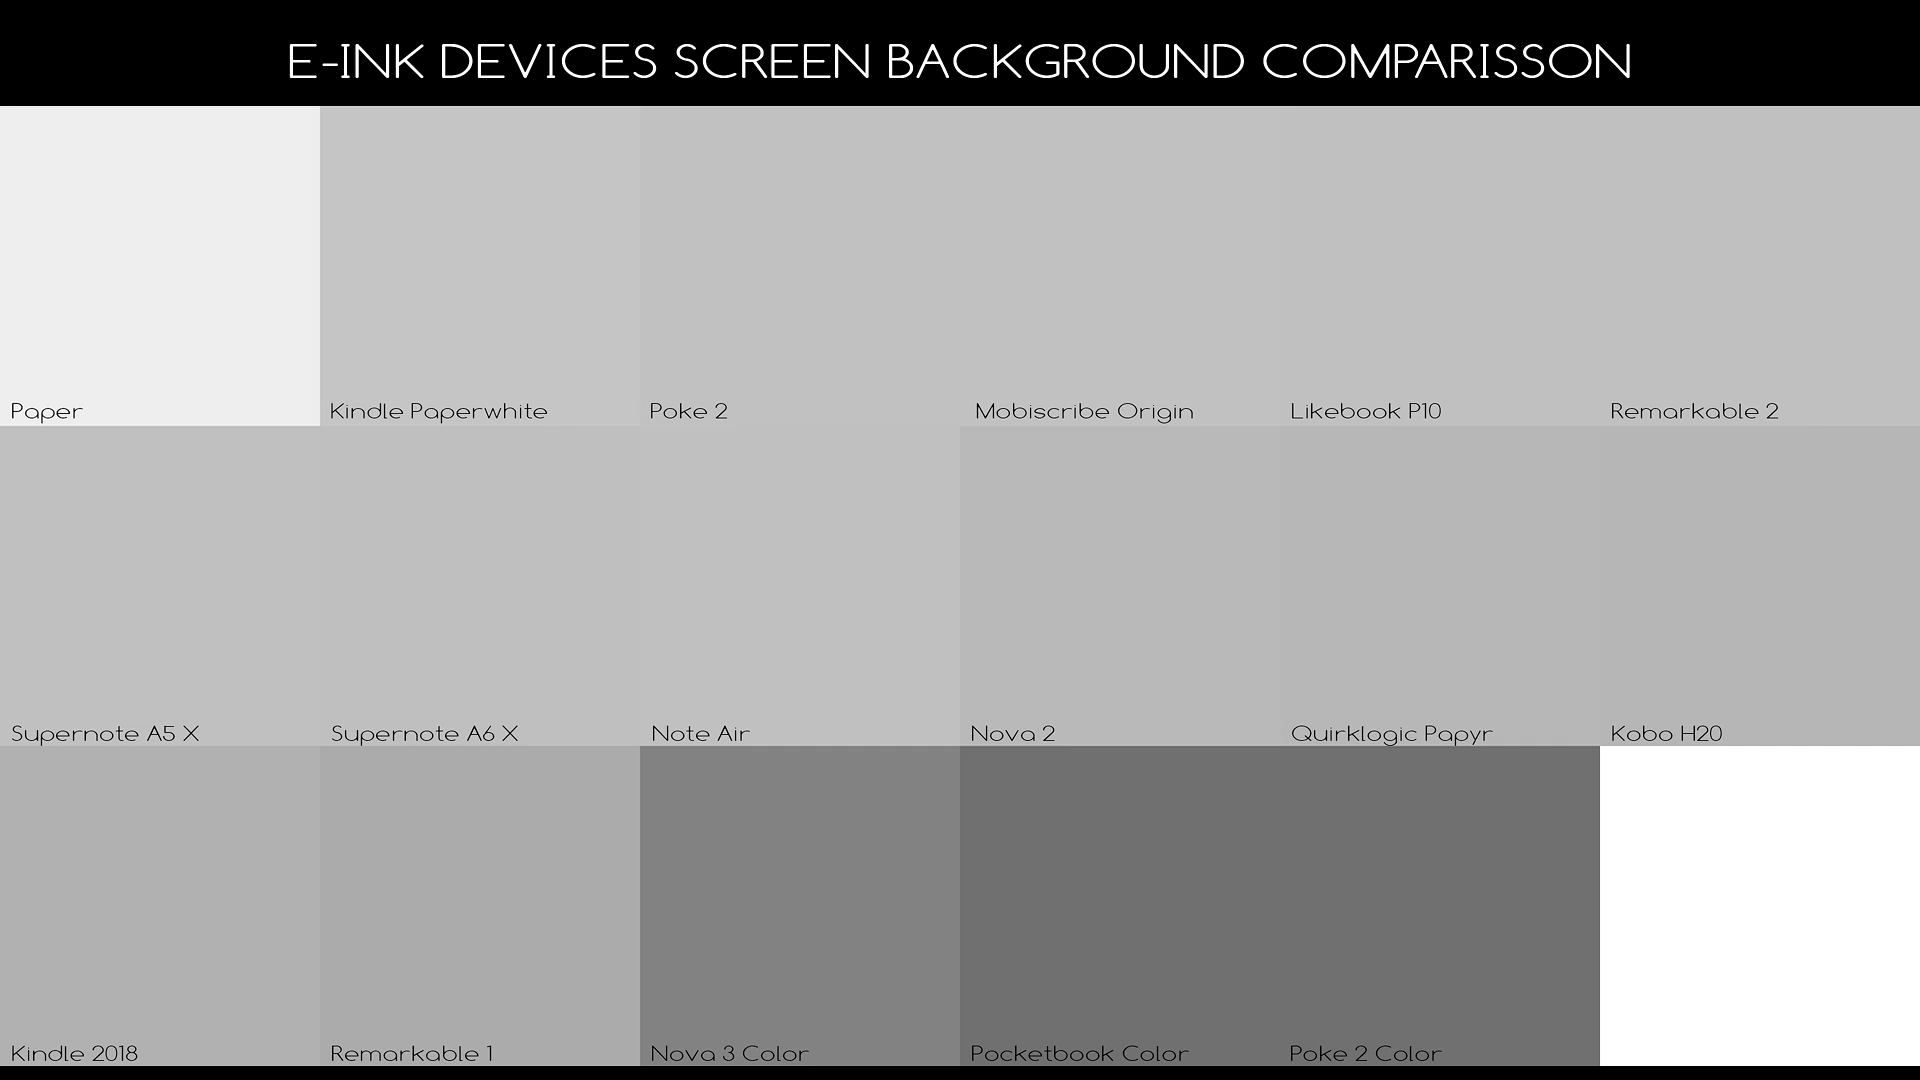 E-INK DEVICES SCREEN BACKGROUND COMPARISSON
Paper
Kindle Paperwhite
Poke 2
Mobiscribe Origin
Likebook P10
Remarkable 2
Supernote A5 X
Supernote A6 X
Note Air
Nova 2
Quirklogic Papyr
Kobo H20
Kindle 2018
Remarkable 1
Nova 3 Color
Pocketbook Color
Poke 2 Color